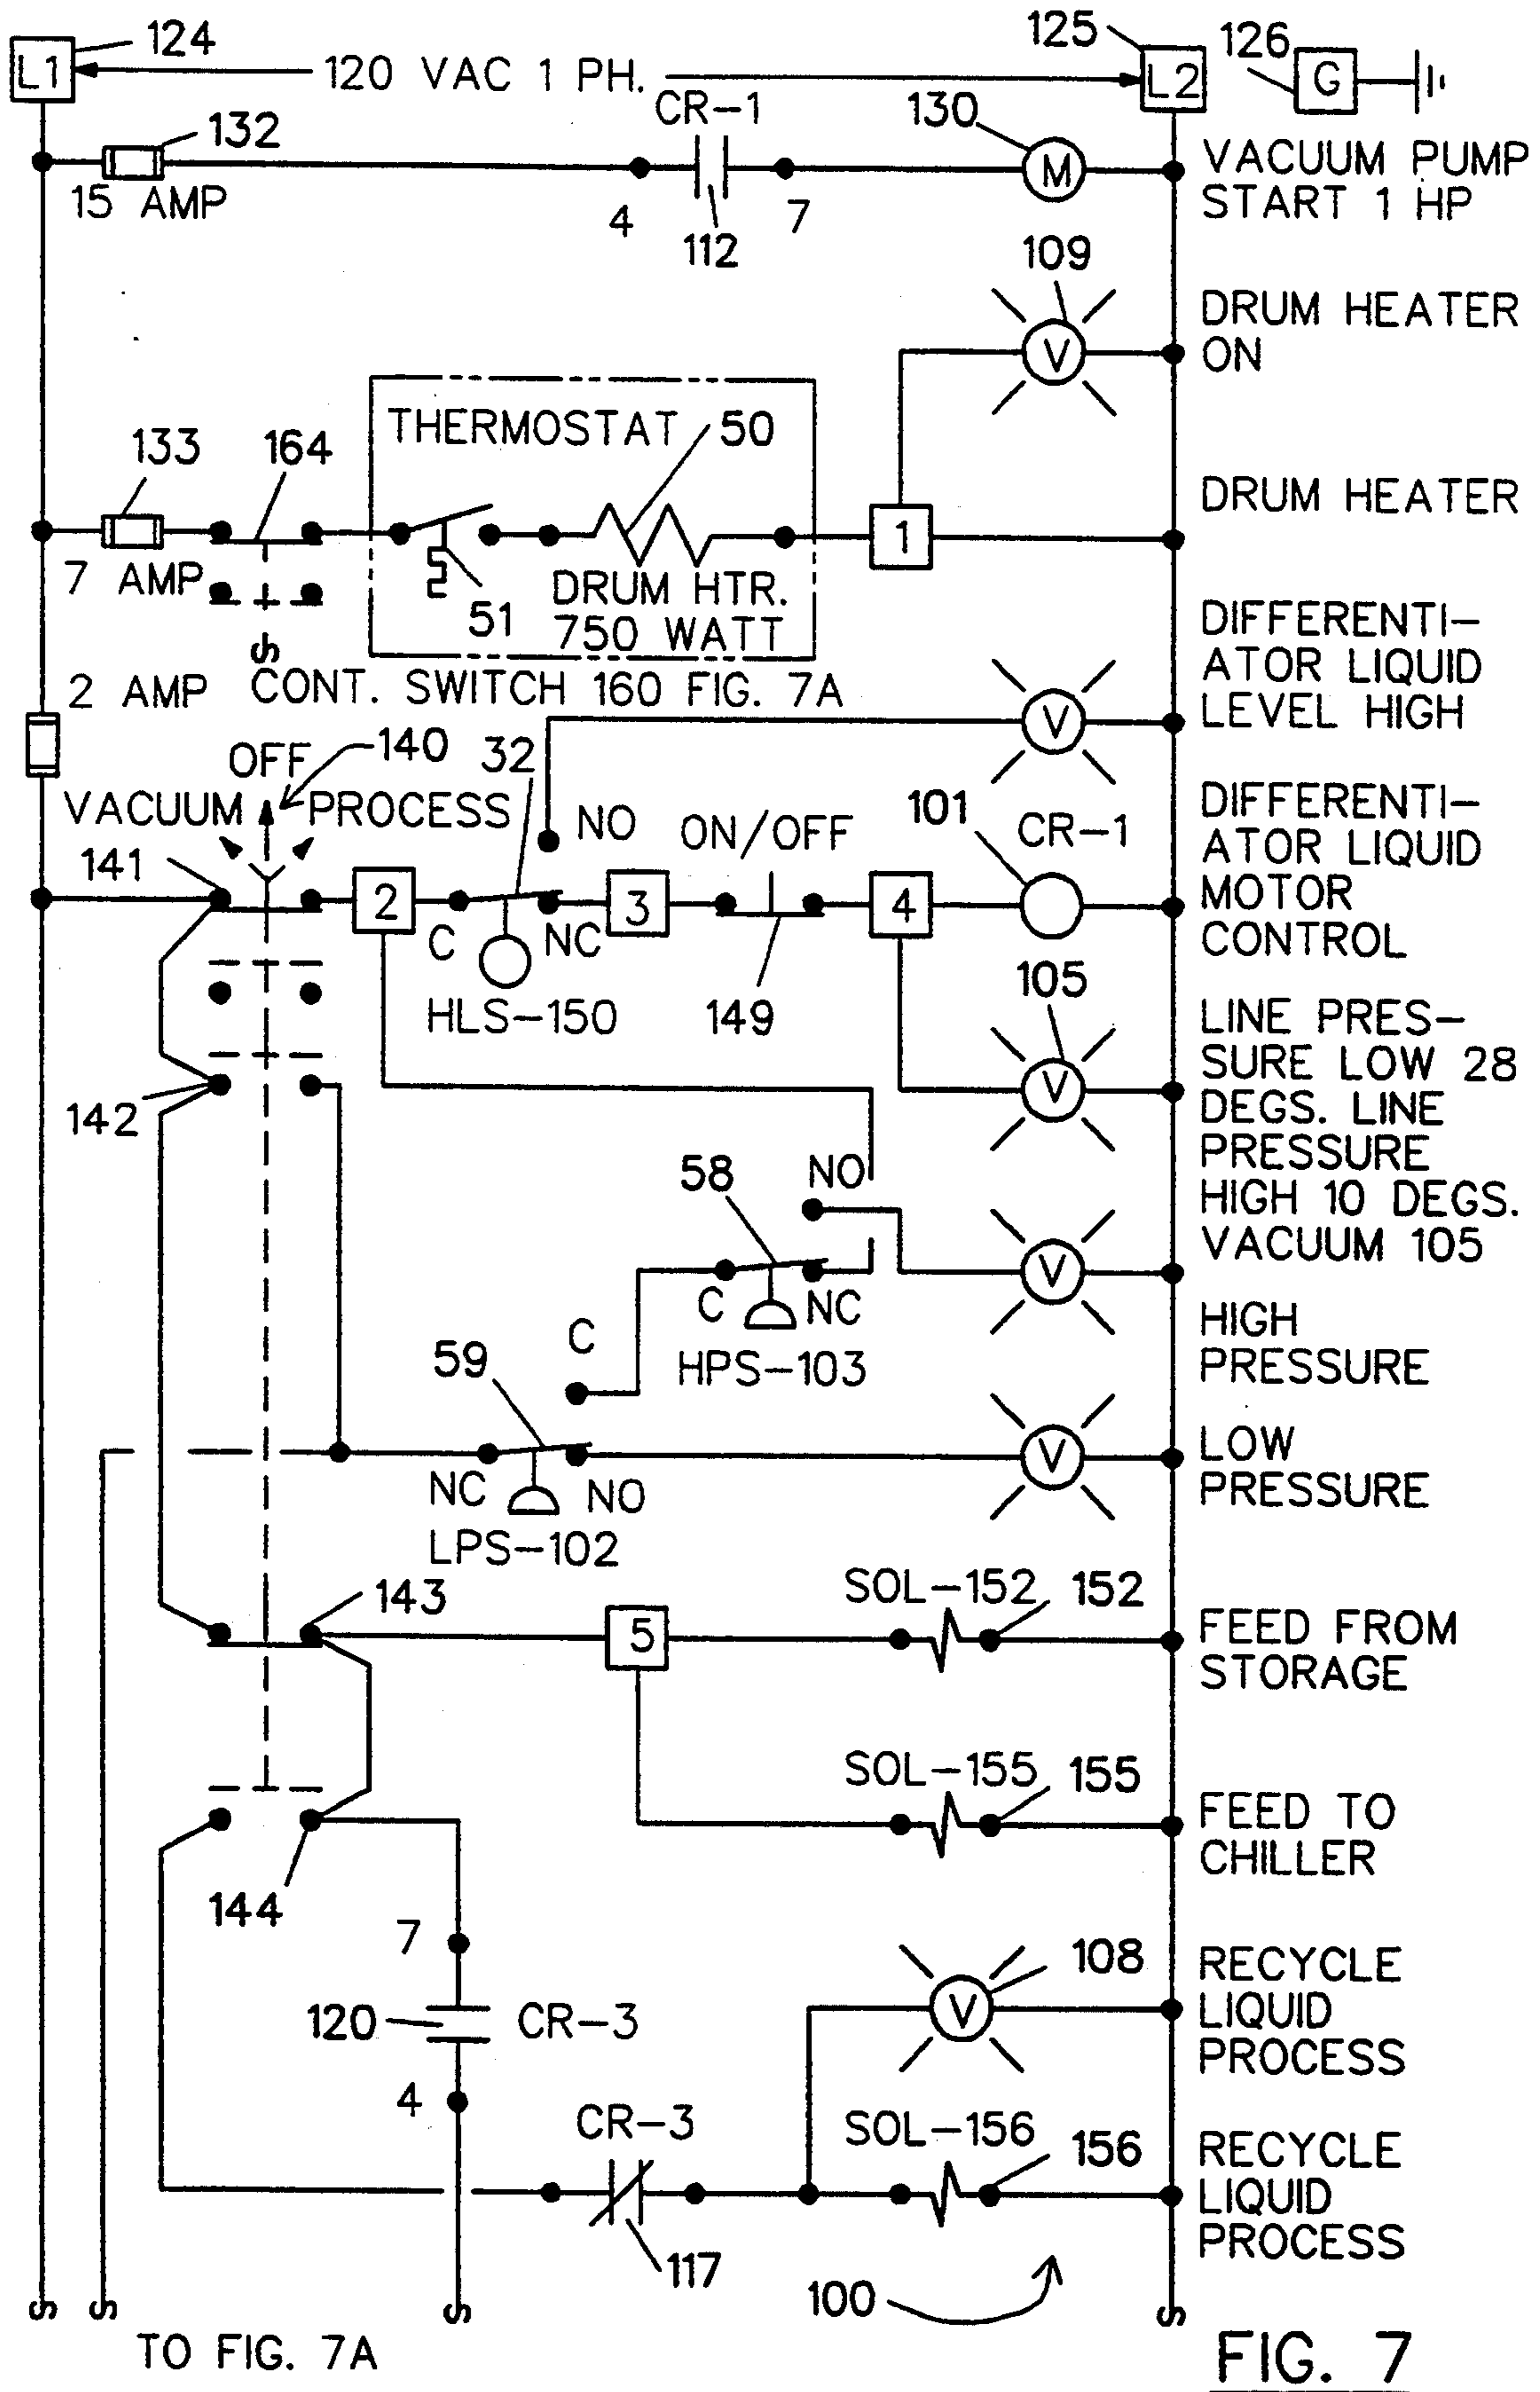 L1
124
120 VAC 1 PH.
125
L2
126
G
132
15 AMP
CR-1
4
112
7
130
M
VACUUM PUMP
START 1 HP
109
V
DRUM HEATER
ON
133
164
7 AMP
THERMOSTAT
50
51
DRUM HTR.
750 WATT
1
DRUM HEATER
S
CONT. SWITCH 160 FIG. 7A
2 AMP
V
DIFFERENTI-
ATOR LIQUID
LEVEL HIGH
OFF
140
VACUUM
PROCESS
141
32
NO
2
C
NC
HLS-150
3
ON/OFF
149
4
101
CR-1
DIFFERENTI-
ATOR LIQUID
MOTOR
CONTROL
142
105
V
LINE PRES-
SURE LOW 28
DEGS. LINE
PRESSURE
HIGH 10 DEGS.
VACUUM 105
58
NO
C
NC
HPS-103
V
HIGH
PRESSURE
59
C
NC
NO
LPS-102
V
LOW
PRESSURE
143
5
SOL-152
152
FEED FROM
STORAGE
SOL-155
155
FEED TO
CHILLER
144
7
120
CR-3
4
108
V
RECYCLE
LIQUID
PROCESS
CR-3
117
SOL-156
156
RECYCLE
LIQUID
PROCESS
100
S
S
S
S
TO FIG. 7A
FIG. 7